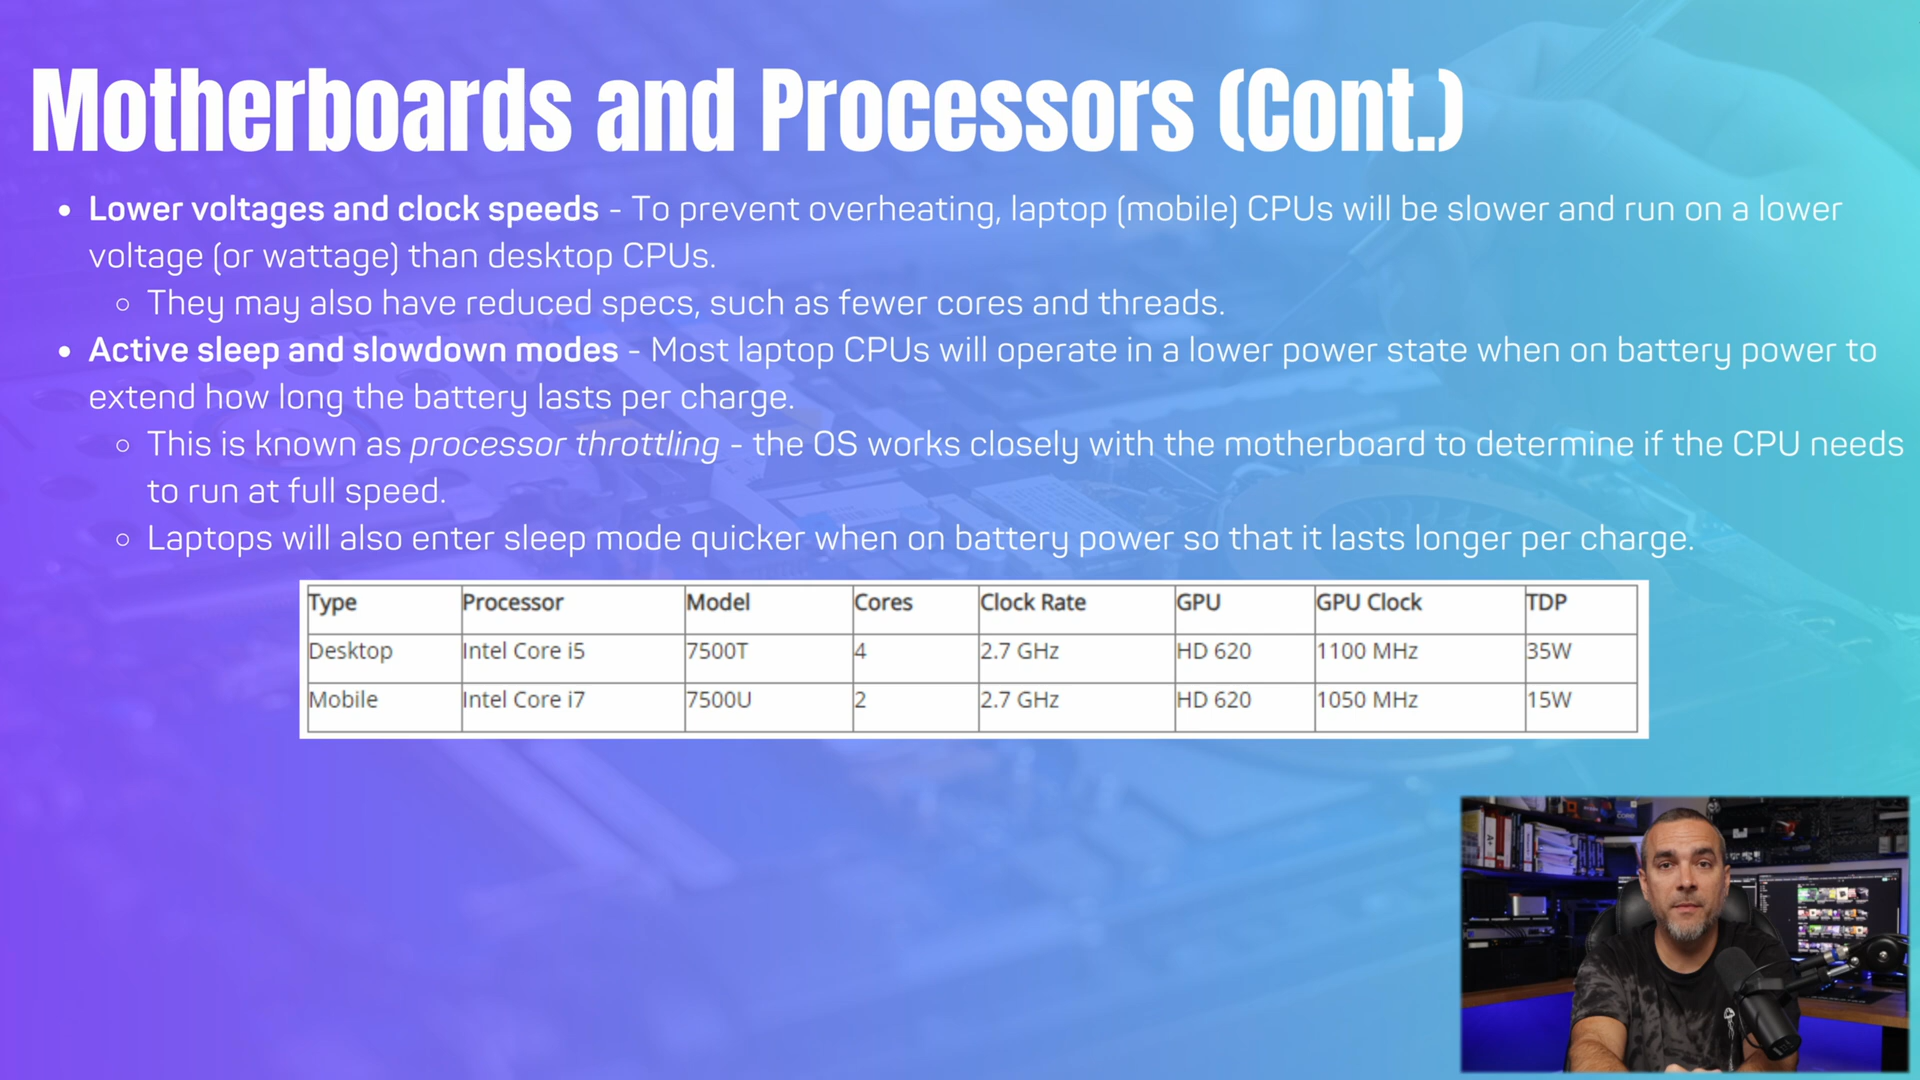 Motherboards and Processors (Cont.)
• Lower voltages and clock speeds - To prevent overheating, laptop (mobile) CPUs will be slower and run on a lower
voltage (or wattage) than desktop CPUs.
○ They may also have reduced specs, such as fewer cores and threads.
• Active sleep and slowdown modes - Most laptop CPUs will operate in a lower power state when on battery power to
extend how long the battery lasts per charge.
○ This is known as processor throttling - the OS works closely with the motherboard to determine if the CPU needs
to run at full speed.
○ Laptops will also enter sleep mode quicker when on battery power so that it lasts longer per charge.
Type Processor Model Cores Clock Rate GPU GPU Clock TDP
Desktop Intel Core i5 7500T 4 2.7 GHz HD 620 1100 MHz 35W
Mobile Intel Core i7 7500U 2 2.7 GHz HD 620 1050 MHz 15W